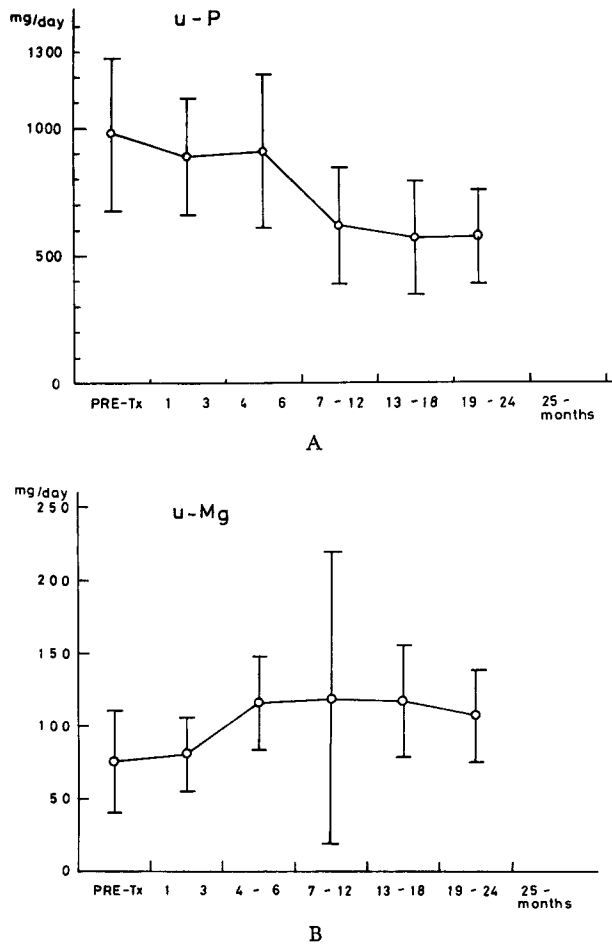 mg/day
u-P
1300
1000
500
0
PRE-Tx 1 3 4 6 7 - 12 13 - 18 19 - 24 25 -
months
A
mg/day
u-Mg
250
200
150
100
50
0
PRE-Tx 1 3 4 - 6 7 - 12 13 - 18 19 - 24 25 -
months
B